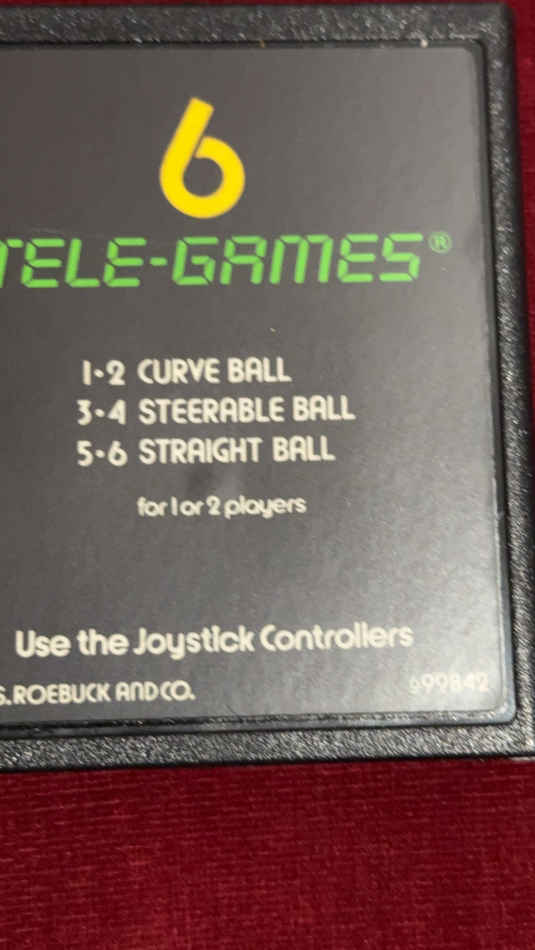 6
TELE-GAMES®
1•2 CURVE BALL
3•4 STEERABLE BALL
5•6 STRAIGHT BALL
for 1 or 2 players
Use the Joystick Controllers
S. ROEBUCK AND CO. 699842